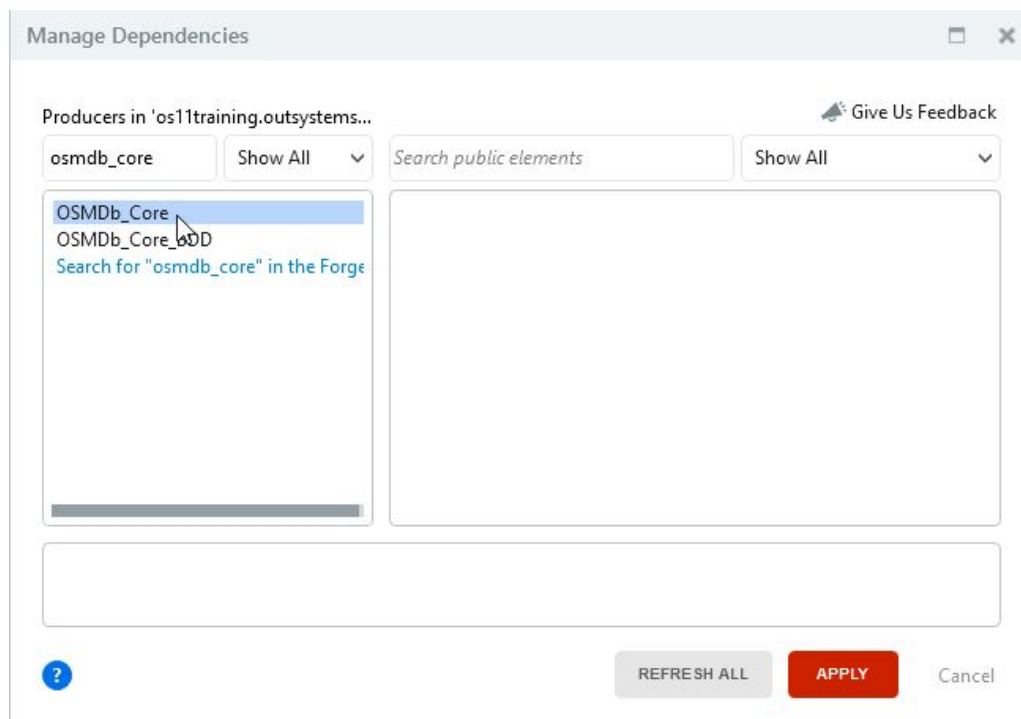 Manage Dependencies
Producers in 'os11training.outsystems...
Give Us Feedback
osmdb_core
Show All
Search public elements
Show All
OSMDb_Core
OSMDb_Core_BDD
Search for "osmdb_core" in the Forge
?
REFRESH ALL
APPLY
Cancel